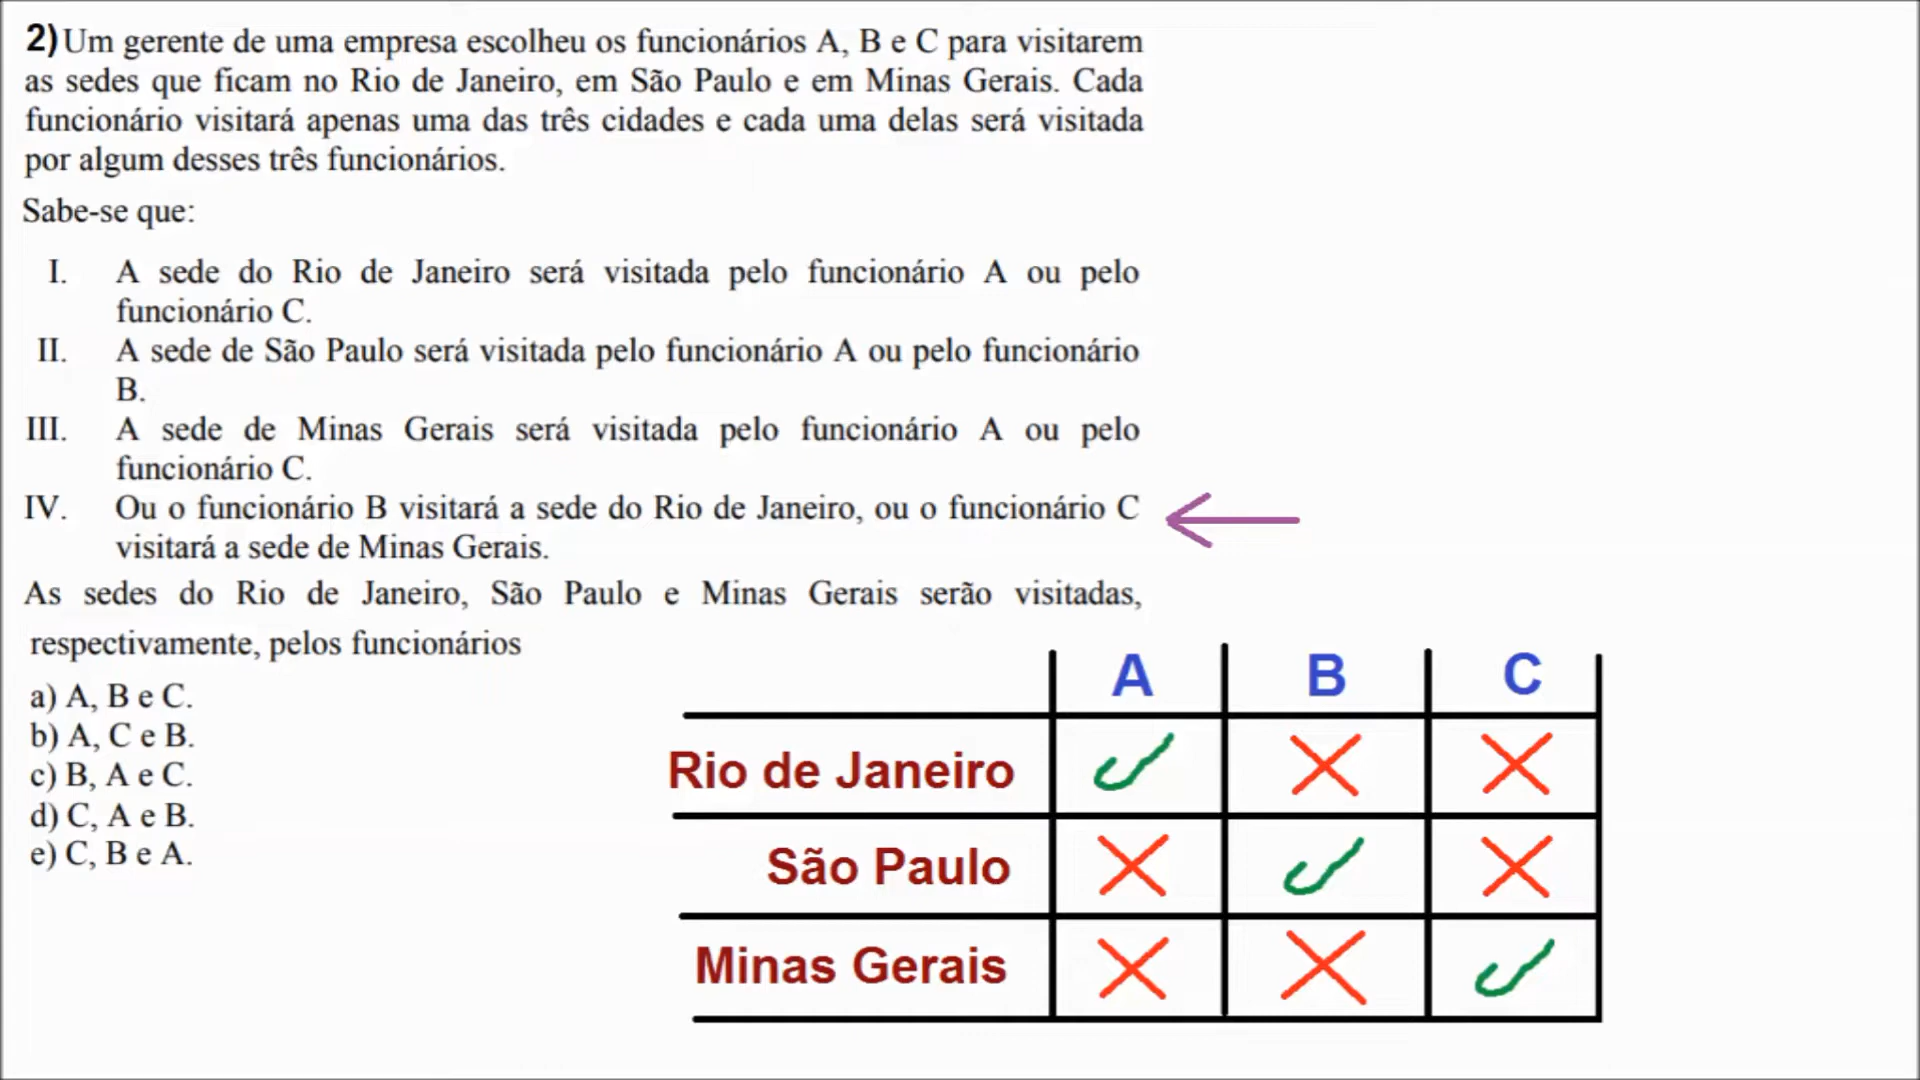 2) Um gerente de uma empresa escolheu os funcionários A, B e C para visitarem
as sedes que ficam no Rio de Janeiro, em São Paulo e em Minas Gerais. Cada
funcionário visitará apenas uma das três cidades e cada uma delas será visitada
por algum desses três funcionários.
Sabe-se que:
I. A sede do Rio de Janeiro será visitada pelo funcionário A ou pelo
funcionário C.
II. A sede de São Paulo será visitada pelo funcionário A ou pelo funcionário
B.
III. A sede de Minas Gerais será visitada pelo funcionário A ou pelo
funcionário C.
IV. Ou o funcionário B visitará a sede do Rio de Janeiro, ou o funcionário C
visitará a sede de Minas Gerais.
As sedes do Rio de Janeiro, São Paulo e Minas Gerais serão visitadas,
respectivamente, pelos funcionários
a) A, B e C.
b) A, C e B.
c) B, A e C.
d) C, A e B.
e) C, B e A.
A B C
Rio de Janeiro
São Paulo
Minas Gerais